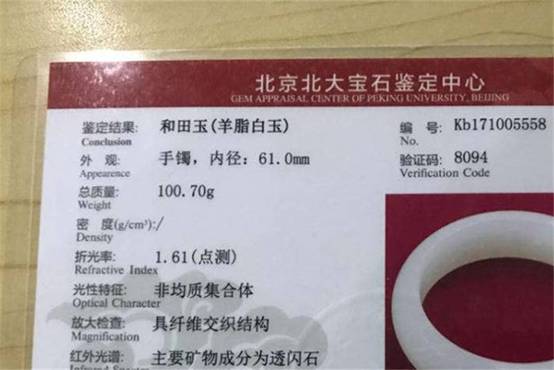 北京北大宝石鉴定中心
GEM APPRAISAL CENTER OF PEKING UNIVERSITY, BEIJING
鉴定结果: 和田玉(羊脂白玉)
Conclusion
编 号: Kb171005558
外 观: 手镯，内径：61.0mm
Appearence
验证码: 8094
Verification Code
总质量: 100.70g
Weight
密 度(g/cm³):/
Density
折光率: 1.61(点测)
Refractive Index
光性特征: 非均质集合体
Optical Character
放大检查: 具纤维交织结构
Magnification
红外光谱: 主要矿物成分为透闪石